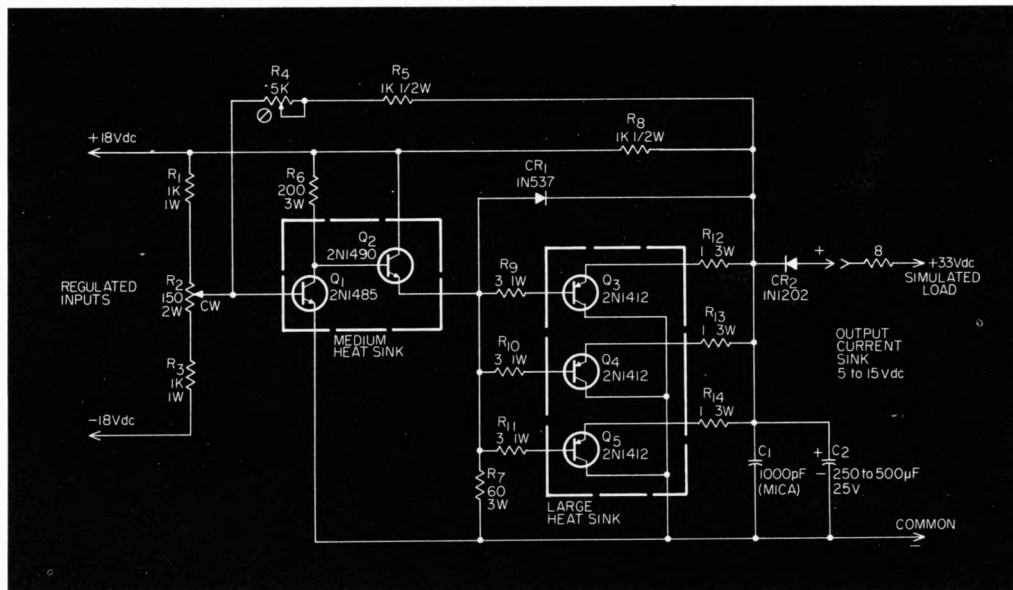 R4
5K
R5
1K 1/2W
+18Vdc
R8
1K 1/2W
R1
1K
1W
R6
200
3W
CR1
1N537
Q2
2N1490
Q1
2N1485
REGULATED
INPUTS
R2
150
2W
CW
MEDIUM
HEAT SINK
R3
1K
1W
-18Vdc
R9
3 1W
R10
3 1W
R11
3 1W
R7
60
3W
Q3
2N1412
Q4
2N1412
Q5
2N1412
LARGE
HEAT SINK
R12
1 3W
R13
1 3W
R14
1 3W
CR2
1N1202
+
8
+33Vdc
SIMULATED
LOAD
OUTPUT
CURRENT
SINK
5 to 15Vdc
C1
1000pF
(MICA)
+
-
C2
250 to 500µF
25V
COMMON
-